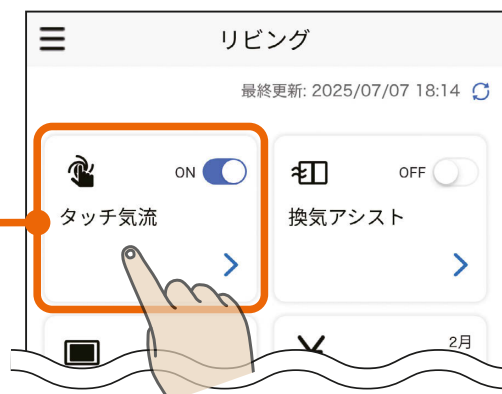 リビング
最終更新: 2025/07/07 18:14
ON
タッチ気流
OFF
換気アシスト
2月